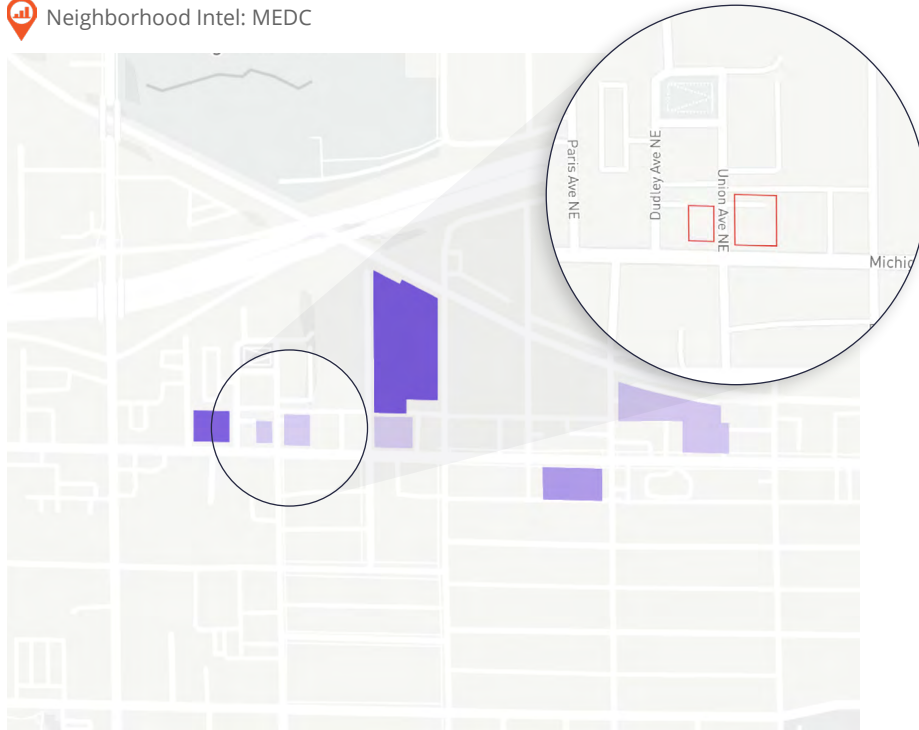 Neighborhood Intel: MEDC
Paris Ave NE
Dudley Ave NE
Union Ave NE
Michig